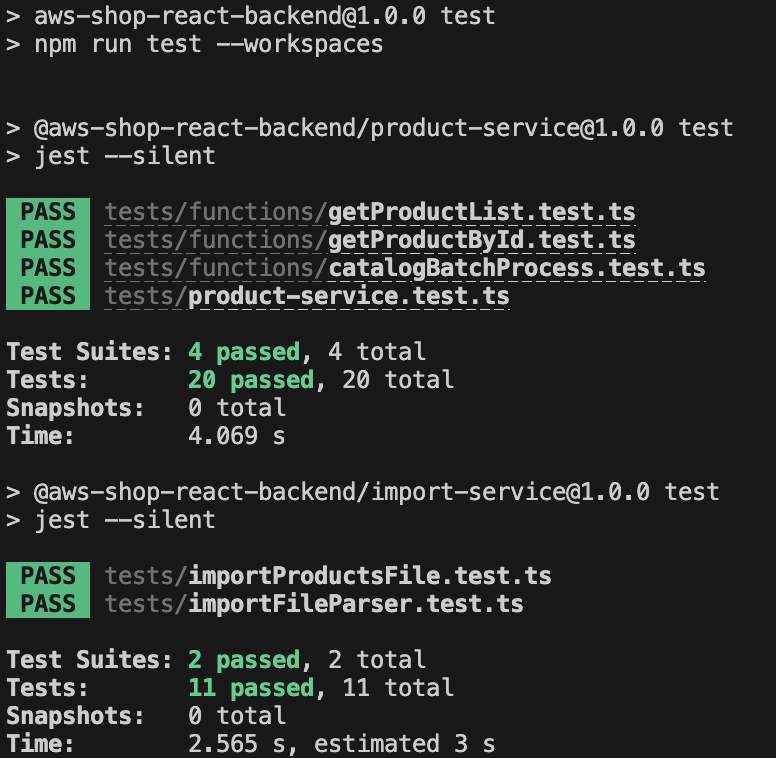 > aws-shop-react-backend@1.0.0 test
> npm run test --workspaces
> @aws-shop-react-backend/product-service@1.0.0 test
> jest --silent
PASS tests/functions/getProductList.test.ts
PASS tests/functions/getProductById.test.ts
PASS tests/functions/catalogBatchProcess.test.ts
PASS tests/product-service.test.ts
Test Suites: 4 passed, 4 total
Tests: 20 passed, 20 total
Snapshots: 0 total
Time: 4.069 s
> @aws-shop-react-backend/import-service@1.0.0 test
> jest --silent
PASS tests/importProductsFile.test.ts
PASS tests/importFileParser.test.ts
Test Suites: 2 passed, 2 total
Tests: 11 passed, 11 total
Snapshots: 0 total
Time: 2.565 s, estimated 3 s